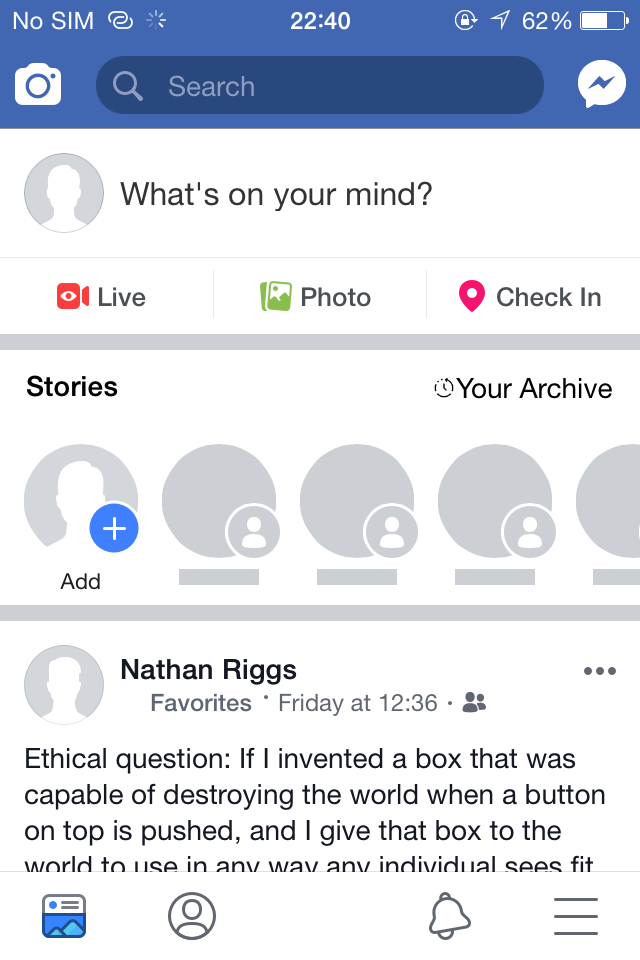 No SIM 22:40 62%
Search
What's on your mind?
Live Photo Check In
Stories Your Archive
Add
Nathan Riggs
Favorites · Friday at 12:36 ·
Ethical question: If I invented a box that was
capable of destroying the world when a button
on top is pushed, and I give that box to the
world to use in any way any individual sees fit,